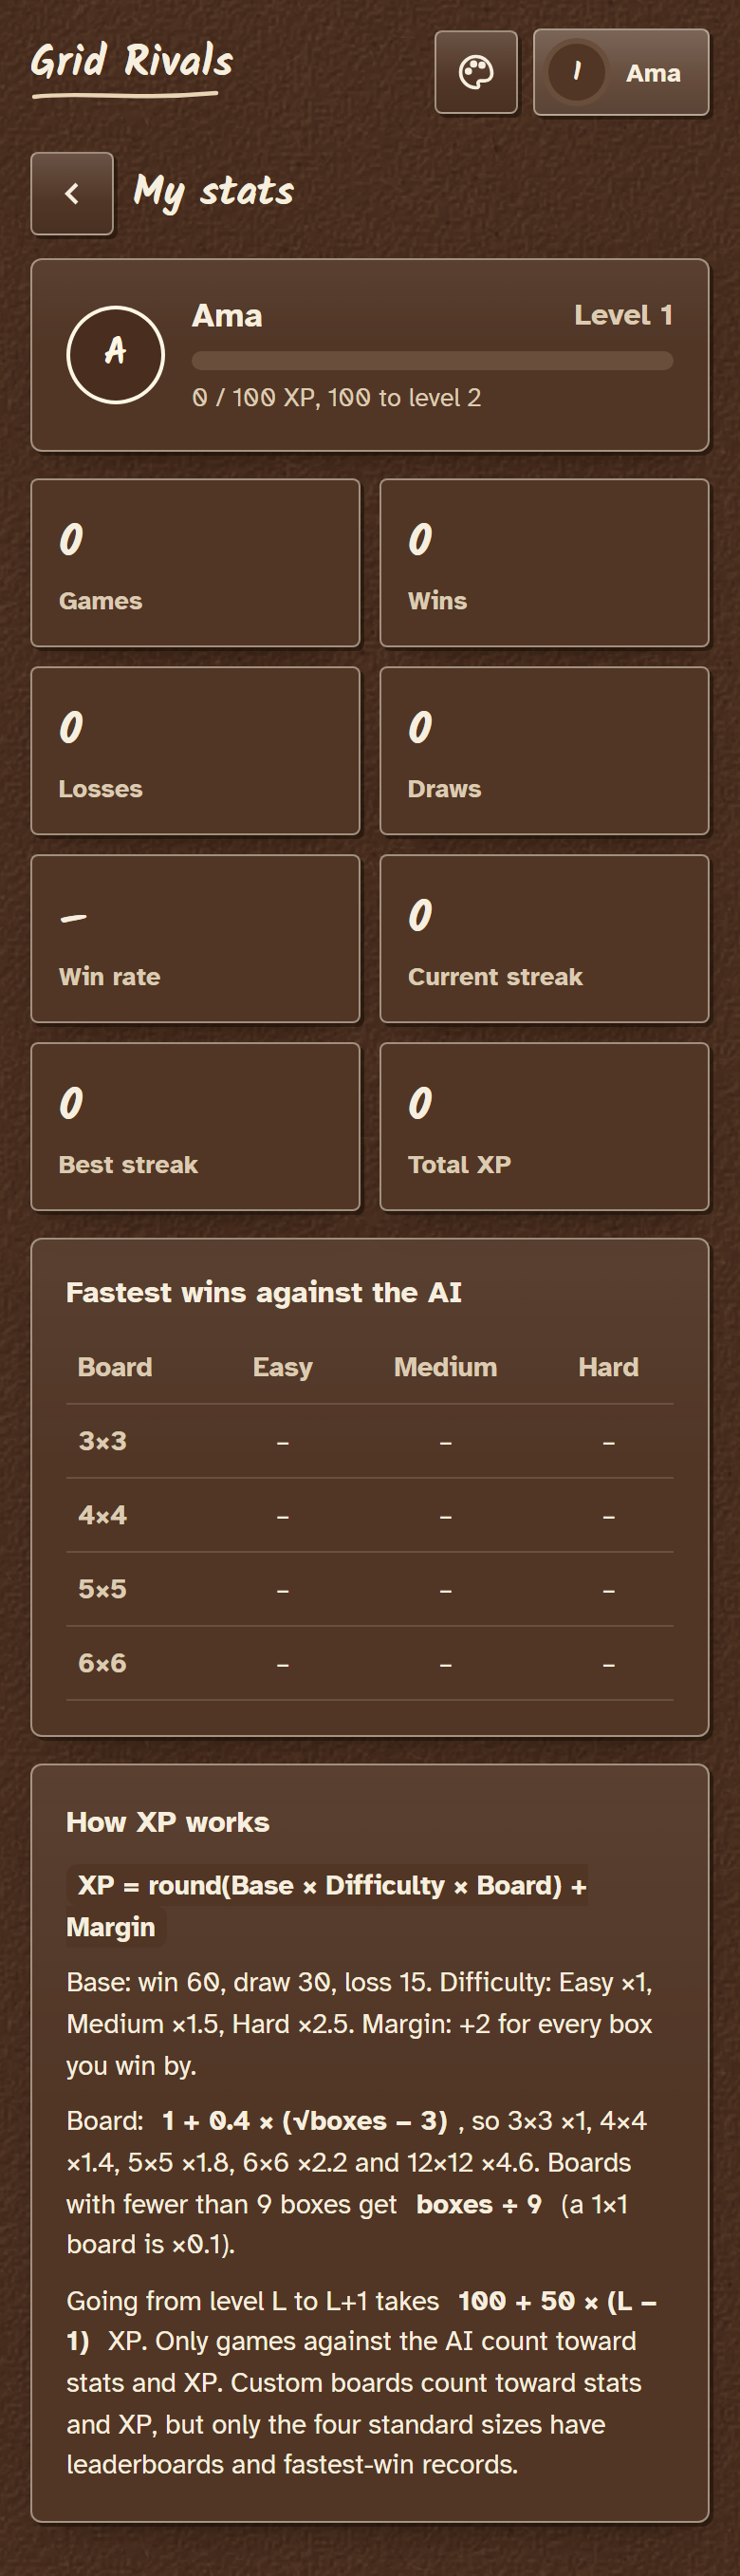 Grid Rivals
1 Ama
My stats
A
Ama Level 1
0 / 100 XP, 100 to level 2
0 0
Games Wins
0 0
Losses Draws
– 0
Win rate Current streak
0 0
Best streak Total XP
Fastest wins against the AI
Board Easy Medium Hard
3×3 – – –
4×4 – – –
5×5 – – –
6×6 – – –
How XP works
XP = round(Base × Difficulty × Board) +
Margin
Base: win 60, draw 30, loss 15. Difficulty: Easy ×1,
Medium ×1.5, Hard ×2.5. Margin: +2 for every box
you win by.
Board: 1 + 0.4 × (√boxes − 3) , so 3×3 ×1, 4×4
×1.4, 5×5 ×1.8, 6×6 ×2.2 and 12×12 ×4.6. Boards
with fewer than 9 boxes get boxes ÷ 9 (a 1×1
board is ×0.1).
Going from level L to L+1 takes 100 + 50 × (L −
1) XP. Only games against the AI count toward
stats and XP. Custom boards count toward stats
and XP, but only the four standard sizes have
leaderboards and fastest-win records.